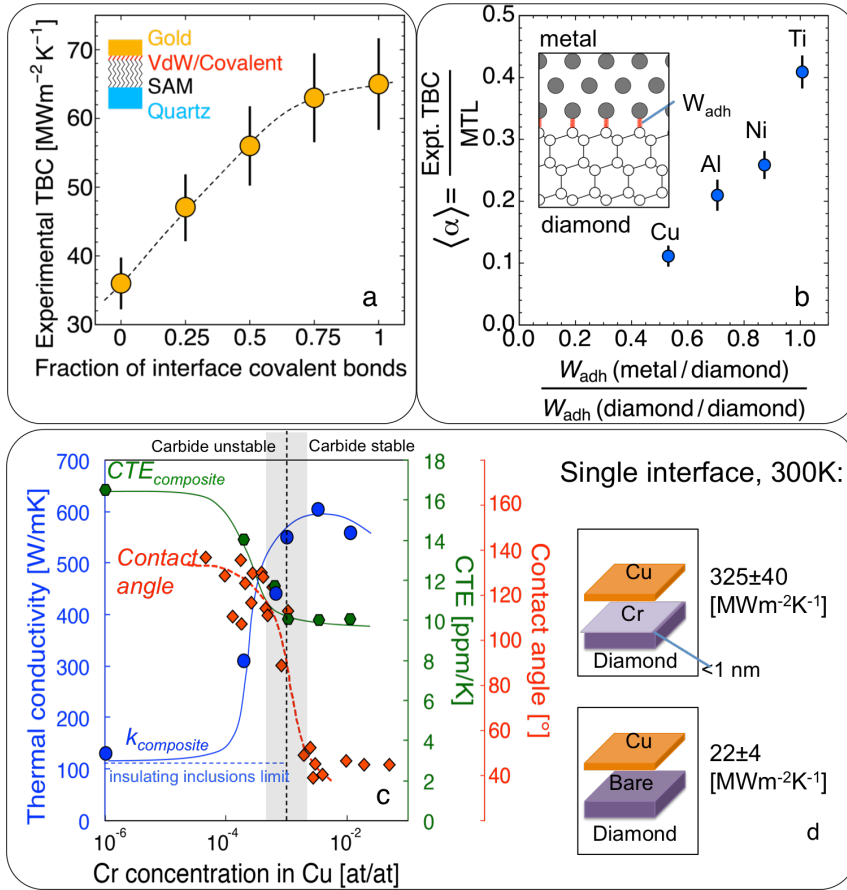 Experimental TBC [MWm⁻²K⁻¹]
70
60
50
40
30
Gold
VdW/Covalent
SAM
Quartz
a
0
0.25
0.5
0.75
1
Fraction of interface covalent bonds
⟨α⟩= Expt. TBC
MTL
0.5
0.4
0.3
0.2
0.1
0.0
metal
W_adh
diamond
Ti
Ni
Al
Cu
b
0.0
0.2
0.4
0.6
0.8
1.0
W_adh (metal/diamond)
W_adh (diamond/diamond)
Carbide unstable
Carbide stable
Thermal conductivity [W/mK]
700
600
500
400
300
200
100
0
CTE_composite
Contact
angle
k_composite
insulating inclusions limit
c
18
16
14
12
10
8
6
4
2
0
CTE [ppm/K]
160
140
120
100
80
60
40
Contact angle [°]
10⁻⁶
10⁻⁴
10⁻²
Cr concentration in Cu [at/at]
Single interface, 300K:
Cu
Cr
Diamond
<1 nm
325±40
[MWm⁻²K⁻¹]
Cu
Bare
Diamond
22±4
[MWm⁻²K⁻¹]
d